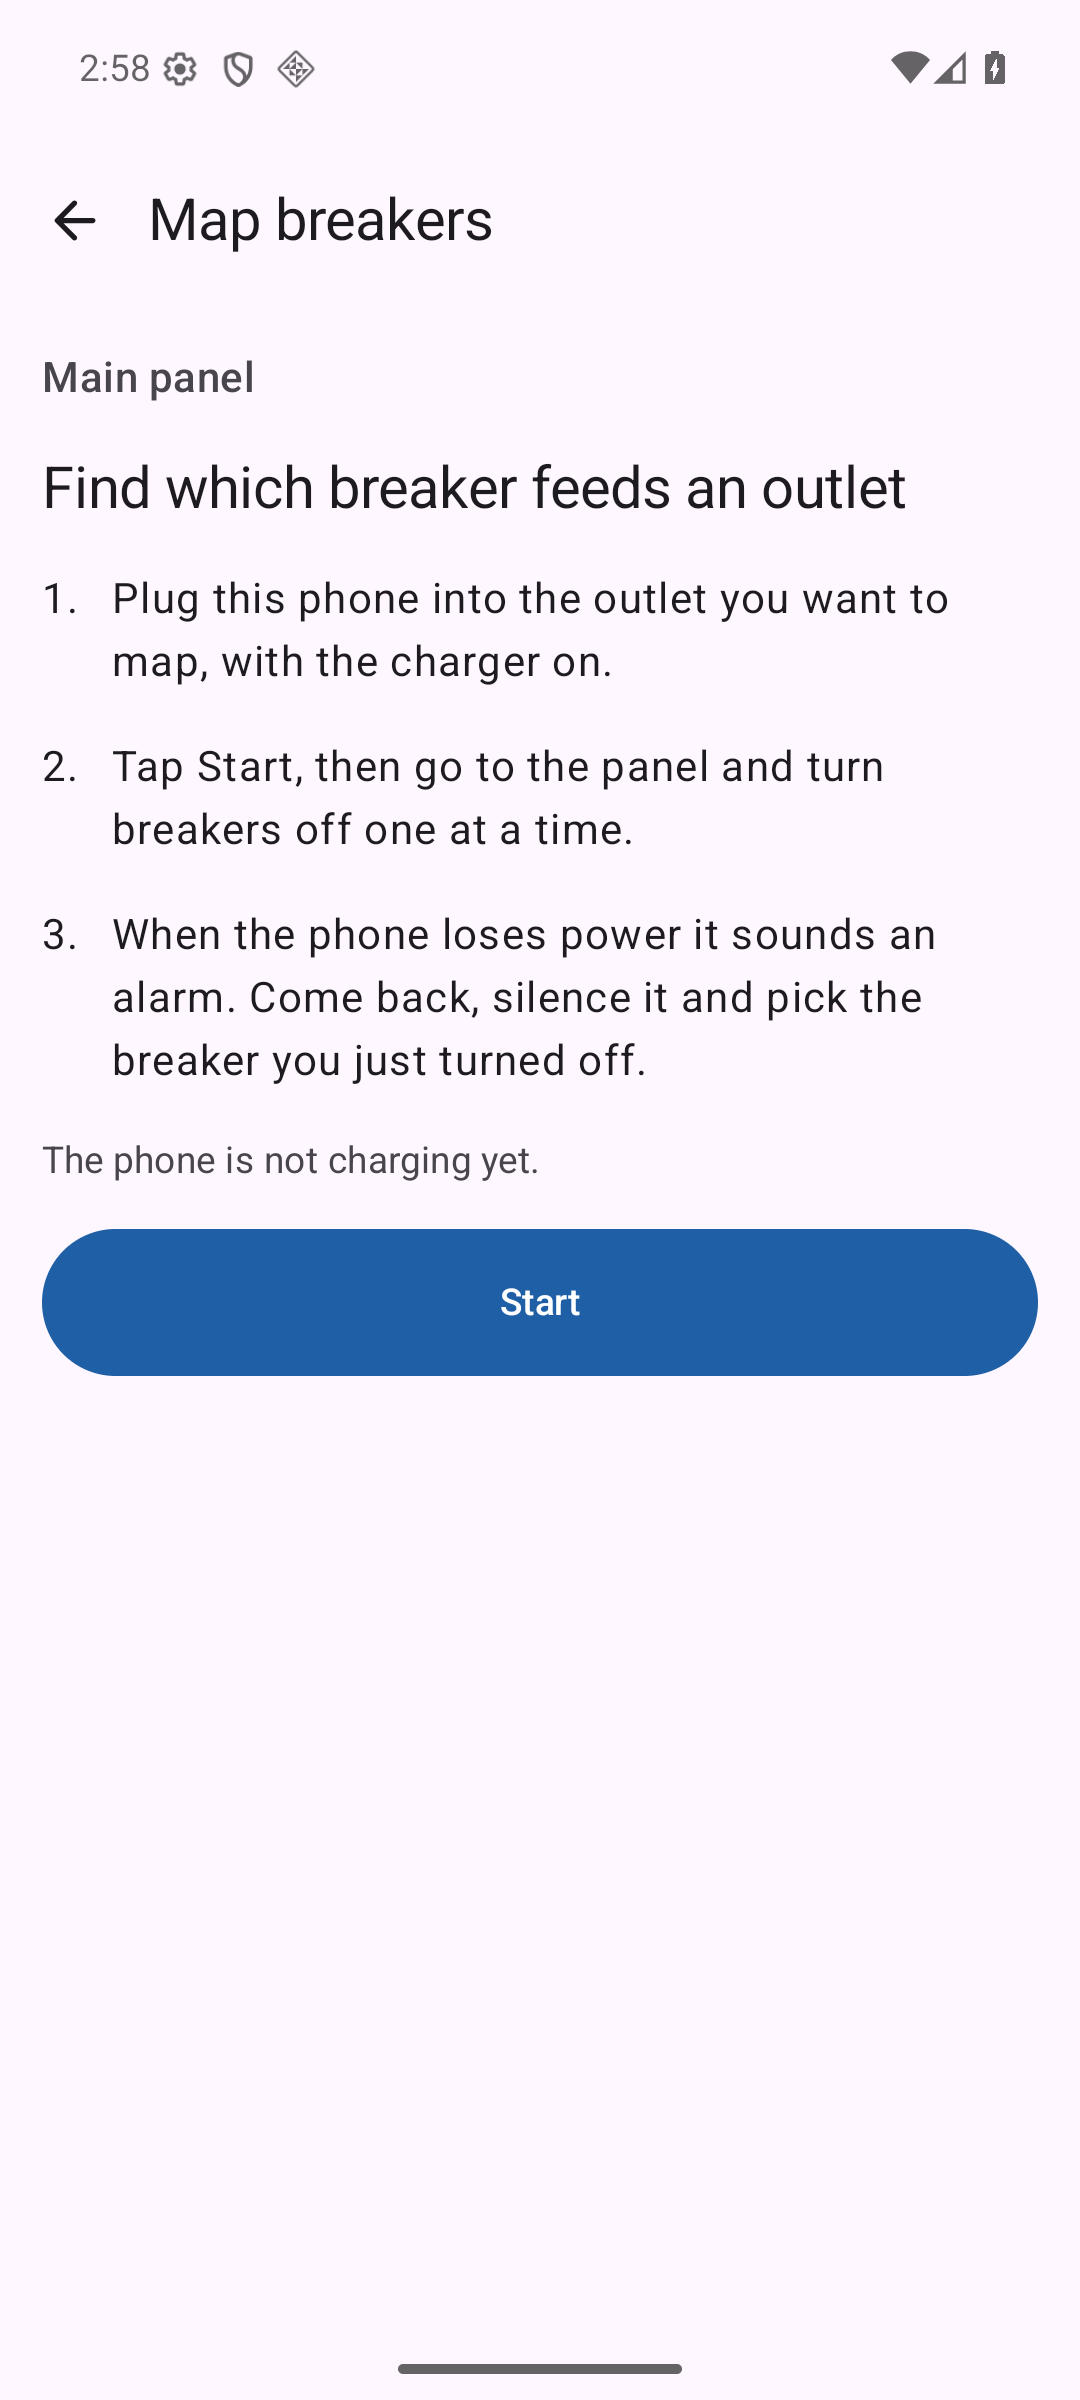 2:58
Map breakers
Main panel
Find which breaker feeds an outlet
1. Plug this phone into the outlet you want to
map, with the charger on.
2. Tap Start, then go to the panel and turn
breakers off one at a time.
3. When the phone loses power it sounds an
alarm. Come back, silence it and pick the
breaker you just turned off.
The phone is not charging yet.
Start